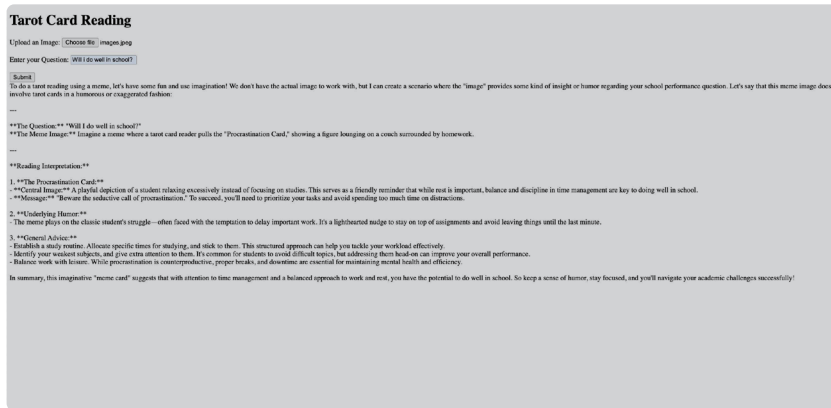 Tarot Card Reading
Upload an Image: Choose file images.jpeg
Enter your Question: Will I do well in school?
Submit
To do a tarot reading using a meme, let's have some fun and use imagination! We don't have the actual image to work with, but I can create a scenario where the "image" provides some kind of insight or humor regarding your school performance question. Let's say that this meme image does
involve tarot cards in a humorous or exaggerated fashion:
---
**The Question:** "Will I do well in school?"
**The Meme Image:** Imagine a meme where a tarot card reader pulls the "Procrastination Card," showing a figure lounging on a couch surrounded by homework.
---
**Reading Interpretation:**
1. **The Procrastination Card:**
- **Central Image:** A playful depiction of a student relaxing excessively instead of focusing on studies. This serves as a friendly reminder that while rest is important, balance and discipline in time management are key to doing well in school.
- **Message:** "Beware the seductive call of procrastination." To succeed, you'll need to prioritize your tasks and avoid spending too much time on distractions.
2. **Underlying Humor:**
- The meme plays on the classic student's struggle—often faced with the temptation to delay important work. It's a lighthearted nudge to stay on top of assignments and avoid leaving things until the last minute.
3. **General Advice:**
- Establish a study routine. Allocate specific times for studying, and stick to them. This structured approach can help you tackle your workload effectively.
- Identify your weakest subjects, and give extra attention to them. It's common for students to avoid difficult topics, but addressing them head-on can improve your overall performance.
- Balance work with leisure. While procrastination is counterproductive, proper breaks, and downtime are essential for maintaining mental health and efficiency.
In summary, this imaginative "meme card" suggests that with attention to time management and a balanced approach to work and rest, you have the potential to do well in school. So keep a sense of humor, stay focused, and you'll navigate your academic challenges successfully!